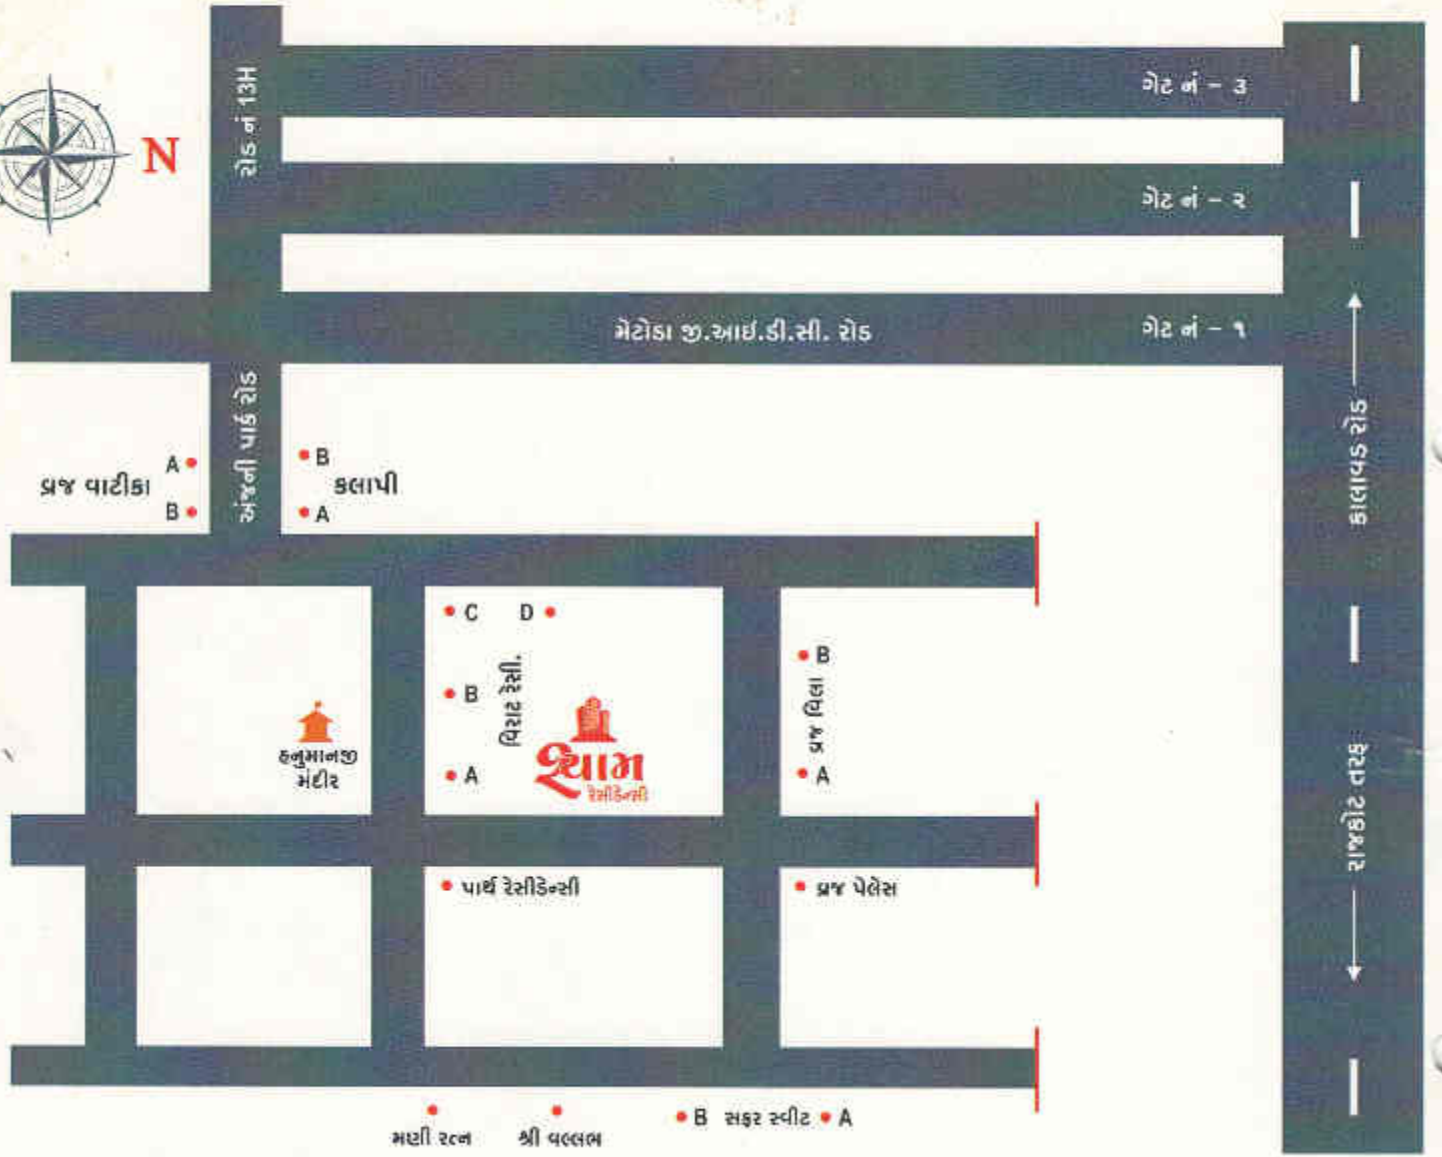 રોડ નં 13H
ગેટ નં - ૩
N
ગેટ નં - ૨
મેટોડા જી.આઈ.ડી.સી. રોડ
ગેટ નં - ૧
અંજની પાર્ક રોડ
કાલાવડ રોડ
A
વ્રજ વાટીકા
B
B
કલાપી
A
C D
B
વિરાટ રેસી.
A
શ્યામ
રેસીડેન્સી
હનુમાનજી
મંદીર
B
વ્રજ વિલા
A
રાજકોટ તરફ
પાર્થ રેસીડેન્સી
વ્રજ પેલેસ
મણી રત્ન
શ્રી વલ્લભ
B સફર સ્વીટ A